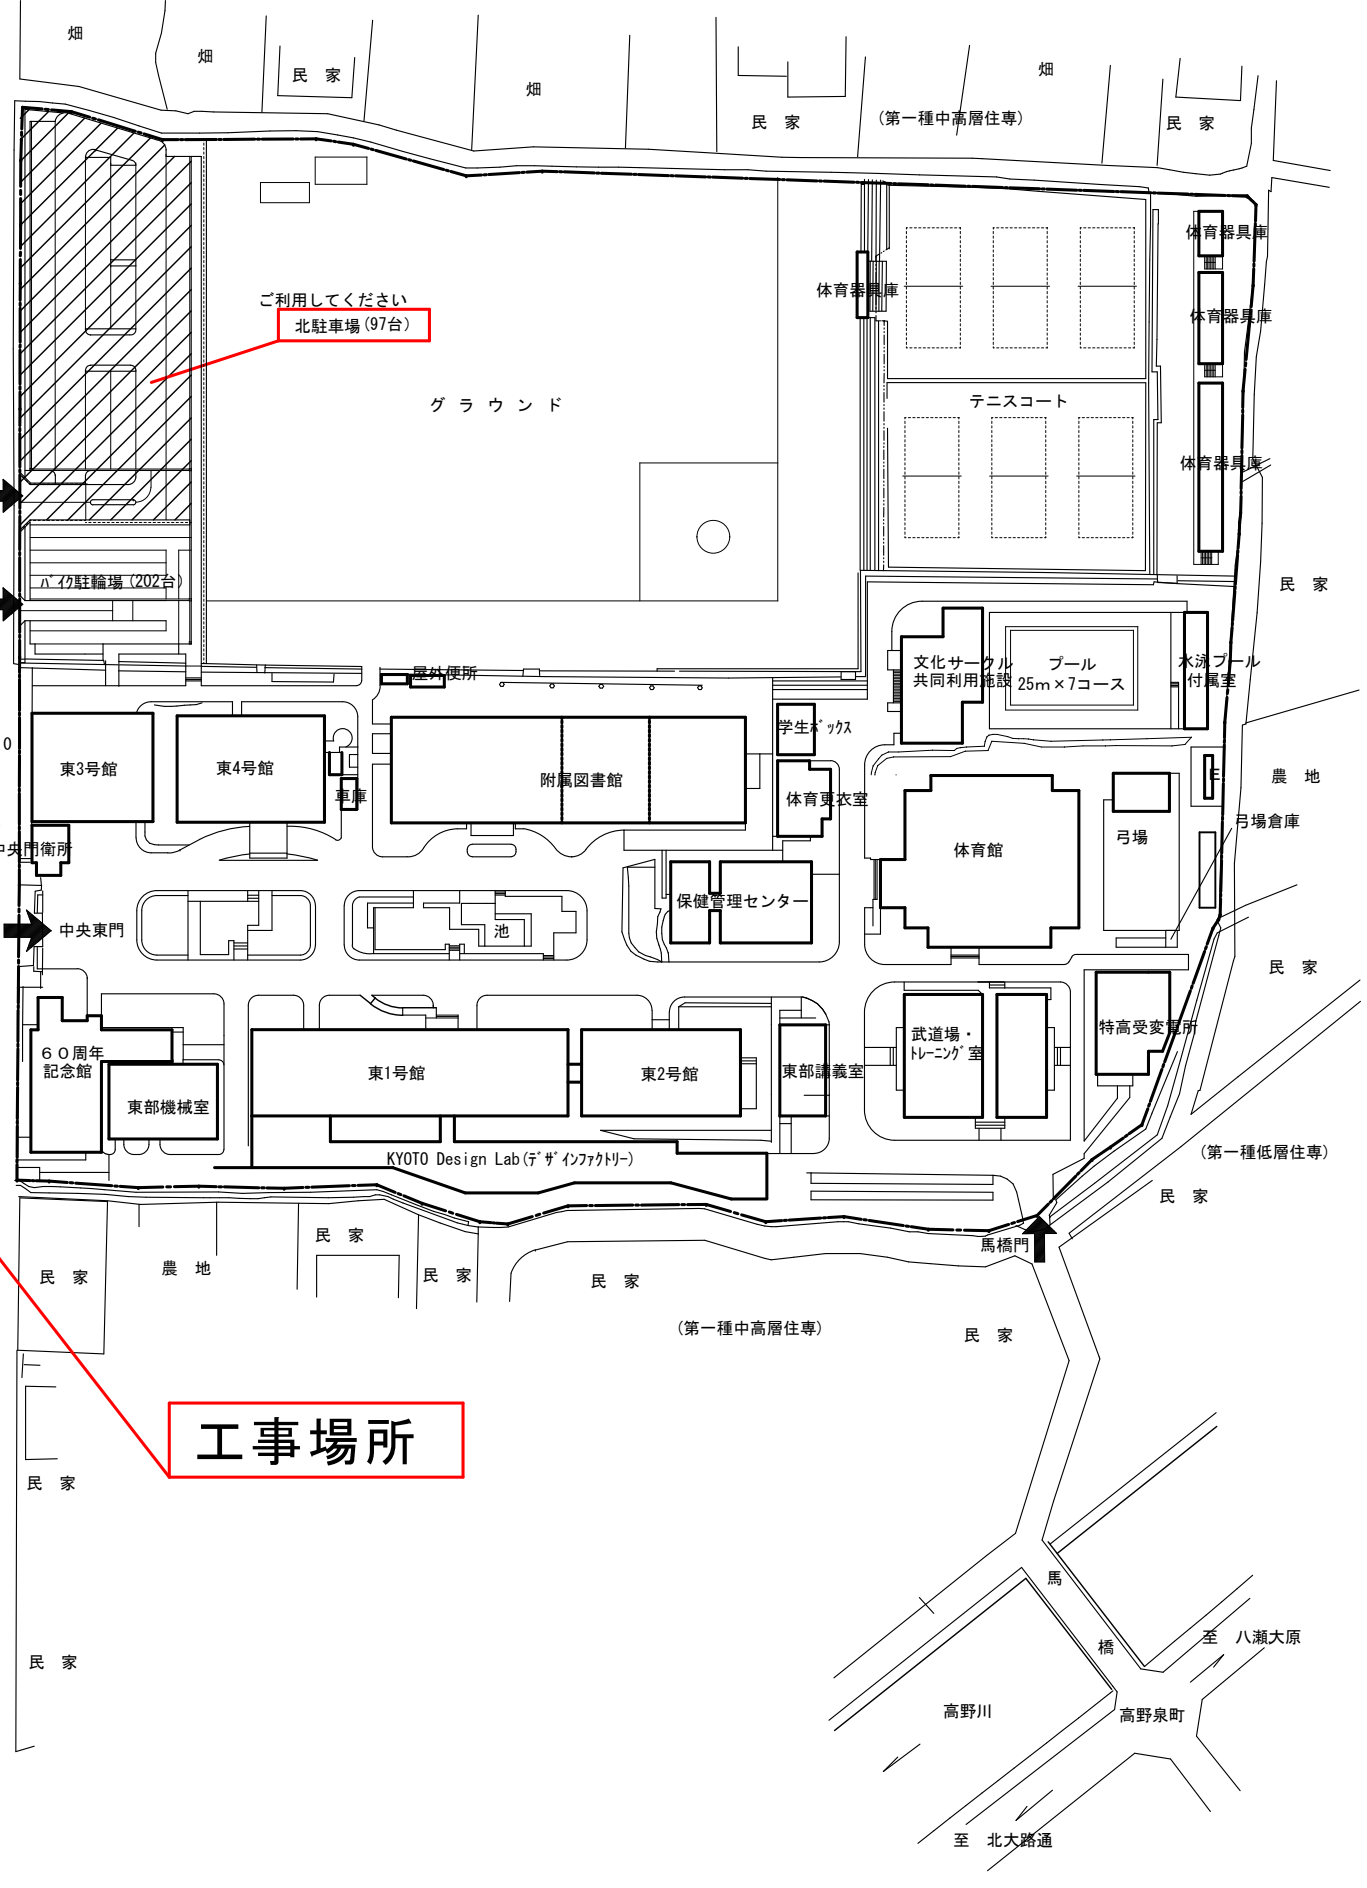 畑
畑
民　家
畑
畑
民　家
(第一種中高層住専)
民　家
体育器具庫
体育器具庫
ご利用してください
北駐車場(97台)
体育器具庫
グ ラ ウ ン ド
テニスコート
体育器具庫
ﾊﾞｲｸ駐輪場(202台)
民　家
屋外便所
文化サークル
共同利用施設
プール
25m×7コース
水泳プール
付属室
学生ﾎﾞｯｸｽ
0
東3号館
東4号館
車庫
附属図書館
体育更衣室
E
農　地
弓場倉庫
弓場
中央門衛所
体育館
保健管理センター
中央東門
池
民　家
60周年
記念館
東部機械室
東1号館
東2号館
東部講義室
武道場・
ﾄﾚｰﾆﾝｸﾞ室
特高受変電所
KYOTO Design Lab(ﾃﾞｻﾞｲﾝﾌｧｸﾄﾘｰ)
(第一種低層住専)
民　家
馬橋門
民　家
農　地
民　家
民　家
民　家
(第一種中高層住専)
民　家
工事場所
民　家
馬
橋
民　家
至　八瀬大原
高野川
高野泉町
至　北大路通